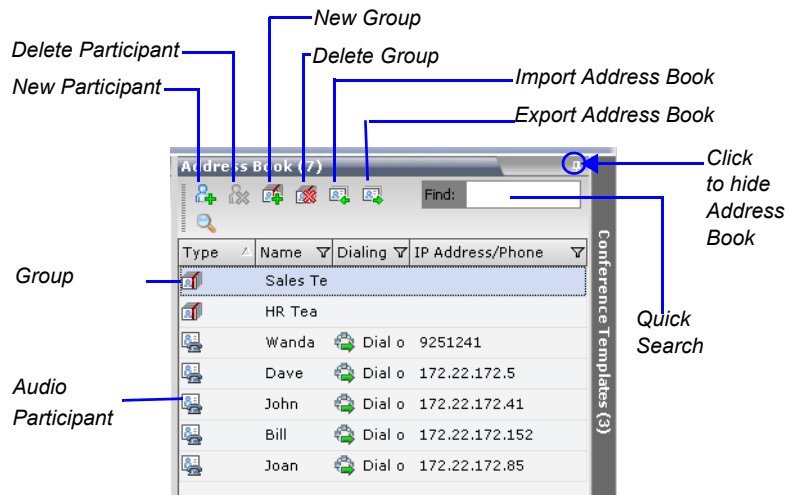 New Group
Delete Participant
Delete Group
New Participant
Import Address Book
Export Address Book
Address Book (7)
Click
to hide
Address
Book
Find:
Type Name Dialing IP Address/Phone
Group
Sales Te
HR Tea
Wanda Dial o 9251241
Dave Dial o 172.22.172.5
John Dial o 172.22.172.41
Bill Dial o 172.22.172.152
Joan Dial o 172.22.172.85
Audio
Participant
Conference Templates (3)
Quick
Search